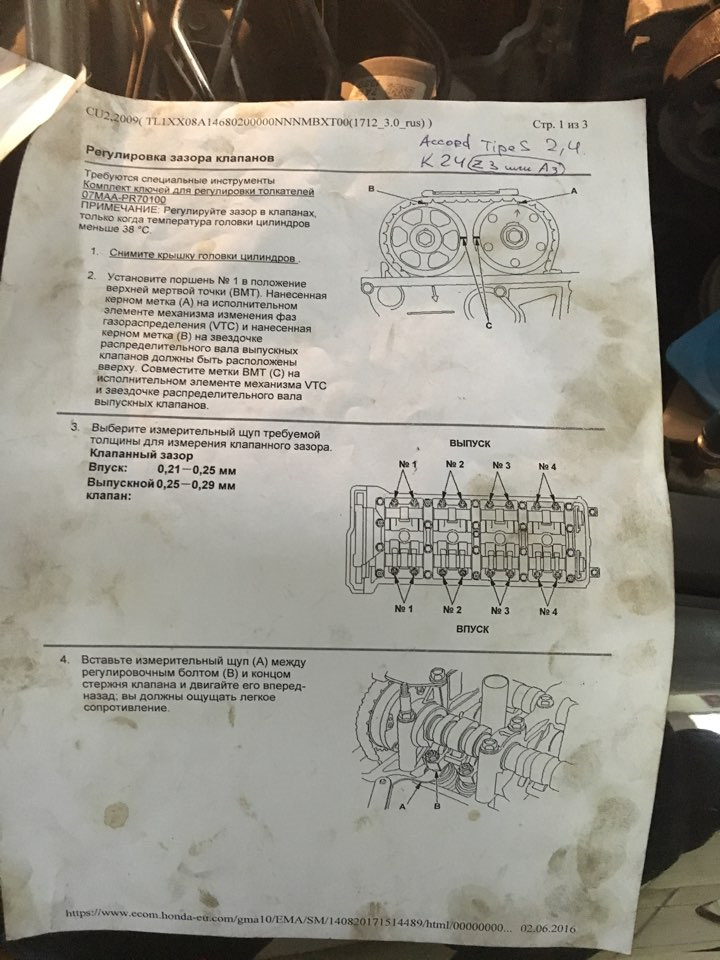 CU2,2009( TL1XX08A14680200000NNNMBXT00(1712_3.0_rus) )
Стр. 1 из 3
Accord Tipe S 2,4
K24 (Z3 или A3)
Регулировка зазора клапанов
Требуются специальные инструменты
Комплект ключей для регулировки толкателей
07MAA-PR70100
ПРИМЕЧАНИЕ: Регулируйте зазор в клапанах,
только когда температура головки цилиндров
меньше 38 °C.
1. Снимите крышку головки цилиндров .
2. Установите поршень № 1 в положение
верхней мертвой точки (ВМТ). Нанесенная
керном метка (A) на исполнительном
элементе механизма изменения фаз
газораспределения (VTC) и нанесенная
керном метка (B) на звездочке
распределительного вала выпускных
клапанов должны быть расположены
вверху. Совместите метки ВМТ (C) на
исполнительном элементе механизма VTC
и звездочке распределительного вала
выпускных клапанов.
B
A
C
3. Выберите измерительный щуп требуемой
толщины для измерения клапанного зазора.
Клапанный зазор
Впуск: 0,21—0,25 мм
Выпускной 0,25—0,29 мм
клапан:
ВЫПУСК
№ 1 № 2 № 3 № 4
№ 1 № 2 № 3 № 4
ВПУСК
4. Вставьте измерительный щуп (A) между
регулировочным болтом (B) и концом
стержня клапана и двигайте его вперед-
назад; вы должны ощущать легкое
сопротивление.
A B
https://www.ecom.honda-eu.com/gma10/EMA/SM/140820171514489/html/00000000... 02.06.2016